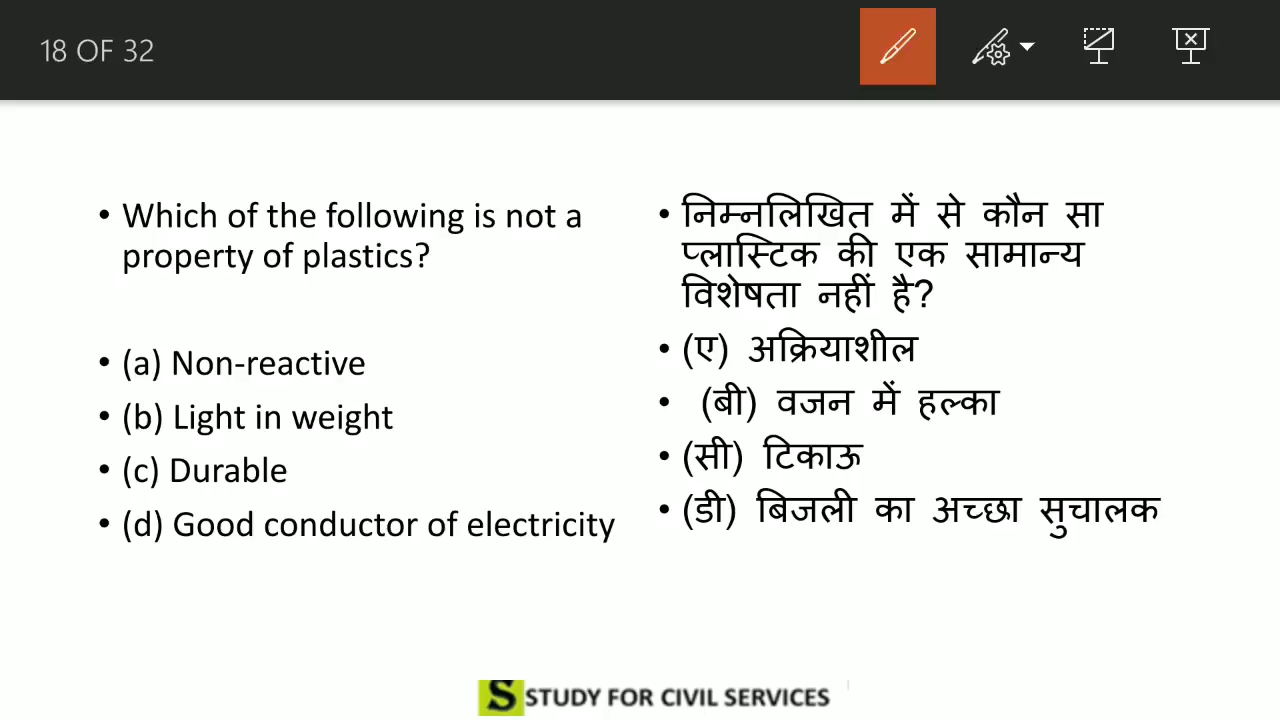 18 OF 32
• Which of the following is not a
property of plastics?
• (a) Non-reactive
• (b) Light in weight
• (c) Durable
• (d) Good conductor of electricity
• निम्नलिखित में से कौन सा
प्लास्टिक की एक सामान्य
विशेषता नहीं है?
• (ए) अक्रियाशील
• (बी) वजन में हल्का
• (सी) टिकाऊ
• (डी) बिजली का अच्छा सुचालक
S STUDY FOR CIVIL SERVICES